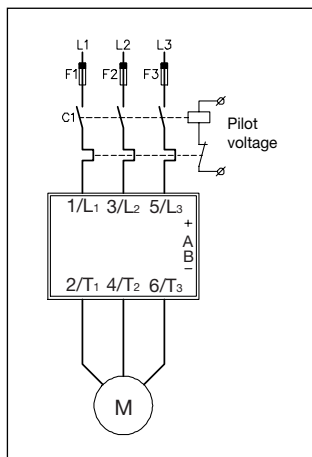 L1 L2 L3
F1 F2 F3
C1
Pilot
voltage
1/L1 3/L2 5/L3
+
A
B
−
2/T1 4/T2 6/T3
M